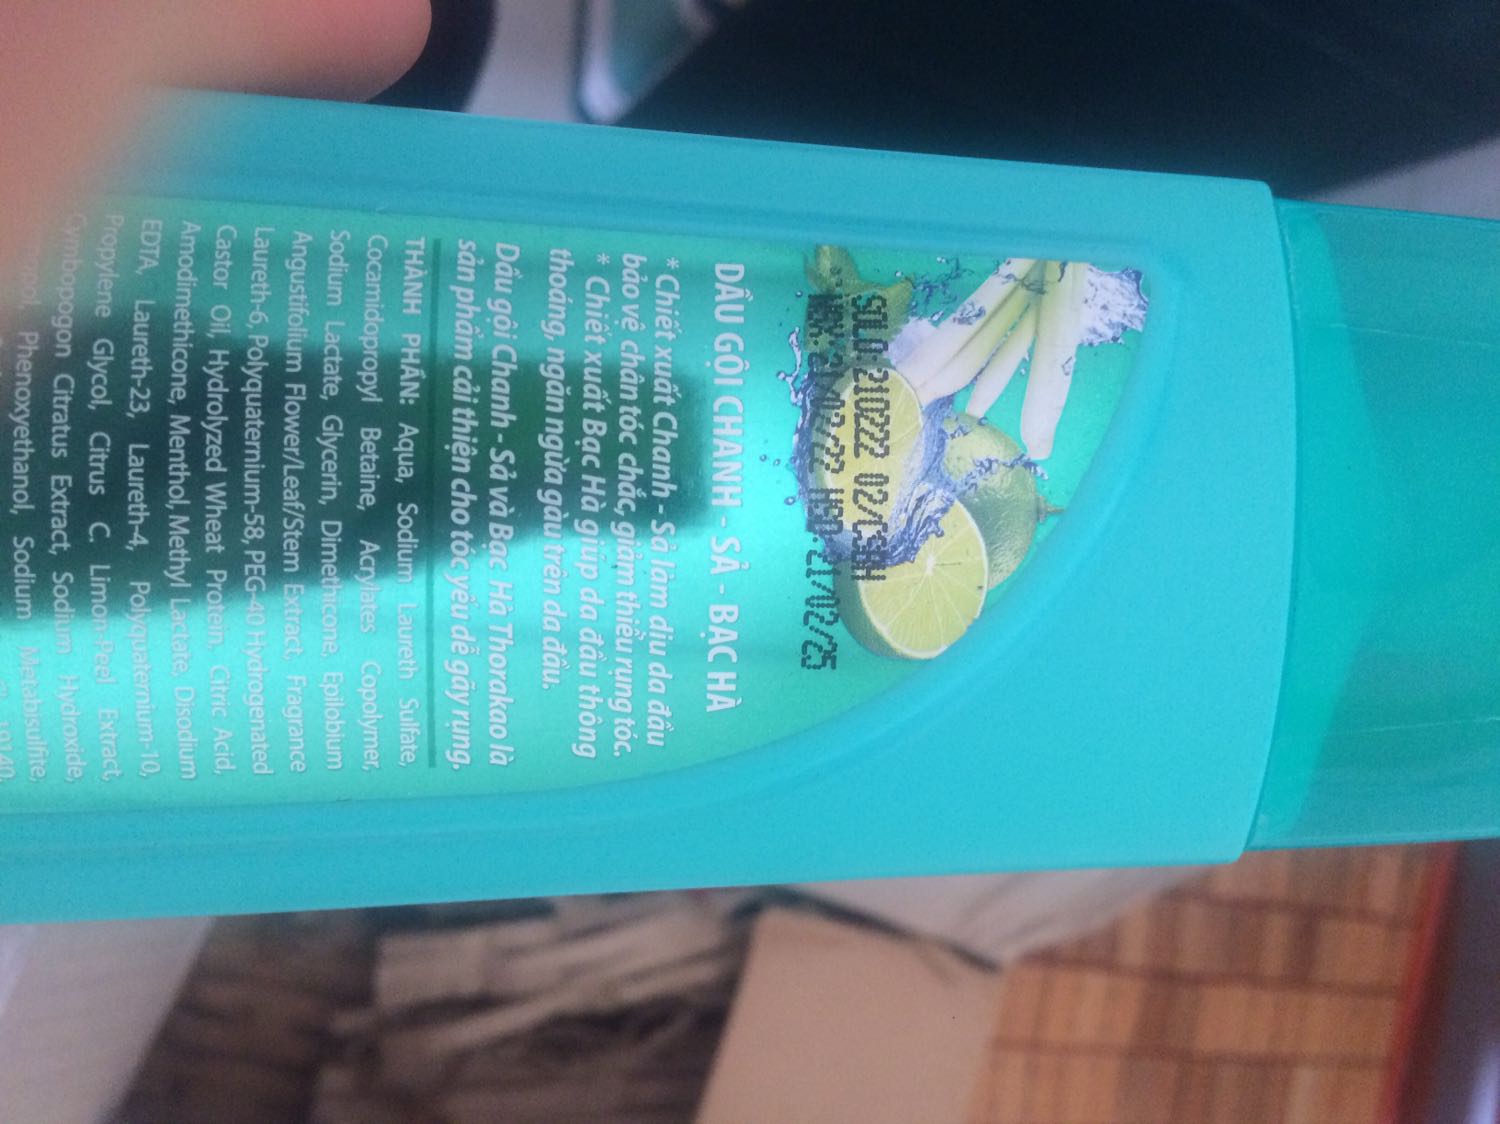 SỐLÔ:210222 02/CSBH
NSX:21/02/22 HSD:21/02/25
DẦU GỘI CHANH - SẢ - BẠC HÀ
* Chiết xuất Chanh - Sả làm dịu da đầu
bảo vệ chân tóc chắc, giảm thiểu rụng tóc.
* Chiết xuất Bạc Hà giúp da đầu thông
thoáng, ngăn ngừa gàu trên da đầu.
Dầu gội Chanh - Sả và Bạc Hà Thorakao là
sản phẩm cải thiện cho tóc yếu dễ gãy rụng.
THÀNH PHẦN: Aqua, Sodium Laureth Sulfate,
Cocamidopropyl Betaine, Acrylates Copolymer,
Sodium Lactate, Glycerin, Dimethicone, Epilobium
Angustifolium Flower/Leaf/Stem Extract, Fragrance
Laureth-6, Polyquaternium-58, PEG-40 Hydrogenated
Castor Oil, Hydrolyzed Wheat Protein, Citric Acid,
Amodimethicone, Menthol, Methyl Lactate, Disodium
EDTA, Laureth-23, Laureth-4, Polyquaternium-10,
Propylene Glycol, Citrus C. Limon Peel Extract,
Cymbopogon Citratus Extract, Sodium Hydroxide,
Phenoxyethanol, Sodium Metabisulfite,
19140,